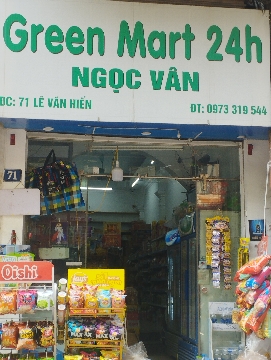 Green Mart 24h
NGỌC VÂN
ĐC: 71 LÊ VĂN HIẾN ĐT: 0973 319 544
71
Oishi